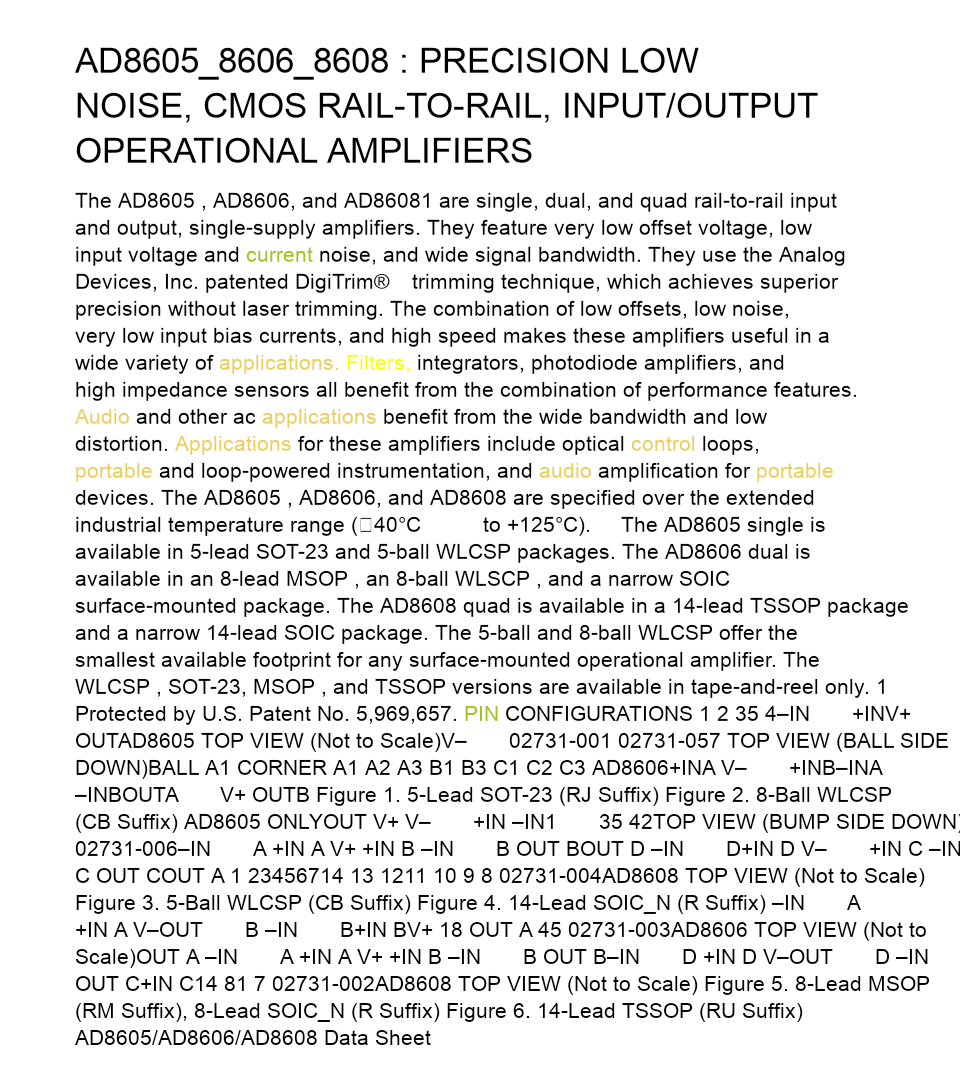 AD8605_8606_8608 : PRECISION LOW
NOISE, CMOS RAIL-TO-RAIL, INPUT/OUTPUT
OPERATIONAL AMPLIFIERS
The AD8605 , AD8606, and AD86081 are single, dual, and quad rail-to-rail input
and output, single-supply amplifiers. They feature very low offset voltage, low
input voltage and current noise, and wide signal bandwidth. They use the Analog
Devices, Inc. patented DigiTrim® trimming technique, which achieves superior
precision without laser trimming. The combination of low offsets, low noise,
very low input bias currents, and high speed makes these amplifiers useful in a
wide variety of applications. Filters, integrators, photodiode amplifiers, and
high impedance sensors all benefit from the combination of performance features.
Audio and other ac applications benefit from the wide bandwidth and low
distortion. Applications for these amplifiers include optical control loops,
portable and loop-powered instrumentation, and audio amplification for portable
devices. The AD8605 , AD8606, and AD8608 are specified over the extended
industrial temperature range (□40°C to +125°C). The AD8605 single is
available in 5-lead SOT-23 and 5-ball WLCSP packages. The AD8606 dual is
available in an 8-lead MSOP , an 8-ball WLSCP , and a narrow SOIC
surface-mounted package. The AD8608 quad is available in a 14-lead TSSOP package
and a narrow 14-lead SOIC package. The 5-ball and 8-ball WLCSP offer the
smallest available footprint for any surface-mounted operational amplifier. The
WLCSP , SOT-23, MSOP , and TSSOP versions are available in tape-and-reel only. 1
Protected by U.S. Patent No. 5,969,657. PIN CONFIGURATIONS 1 2 35 4–IN +INV+
OUTAD8605 TOP VIEW (Not to Scale)V– 02731-001 02731-057 TOP VIEW (BALL SIDE
DOWN)BALL A1 CORNER A1 A2 A3 B1 B3 C1 C2 C3 AD8606+INA V– +INB–INA
–INBOUTA V+ OUTB Figure 1. 5-Lead SOT-23 (RJ Suffix) Figure 2. 8-Ball WLCSP
(CB Suffix) AD8605 ONLYOUT V+ V– +IN –IN1 35 42TOP VIEW (BUMP SIDE DOWN)
02731-006–IN A +IN A V+ +IN B –IN B OUT BOUT D –IN D+IN D V– +IN C –IN
C OUT COUT A 1 23456714 13 1211 10 9 8 02731-004AD8608 TOP VIEW (Not to Scale)
Figure 3. 5-Ball WLCSP (CB Suffix) Figure 4. 14-Lead SOIC_N (R Suffix) –IN A
+IN A V–OUT B –IN B+IN BV+ 18 OUT A 45 02731-003AD8606 TOP VIEW (Not to
Scale)OUT A –IN A +IN A V+ +IN B –IN B OUT B–IN D +IN D V–OUT D –IN
OUT C+IN C14 81 7 02731-002AD8608 TOP VIEW (Not to Scale) Figure 5. 8-Lead MSOP
(RM Suffix), 8-Lead SOIC_N (R Suffix) Figure 6. 14-Lead TSSOP (RU Suffix)
AD8605/AD8606/AD8608 Data Sheet